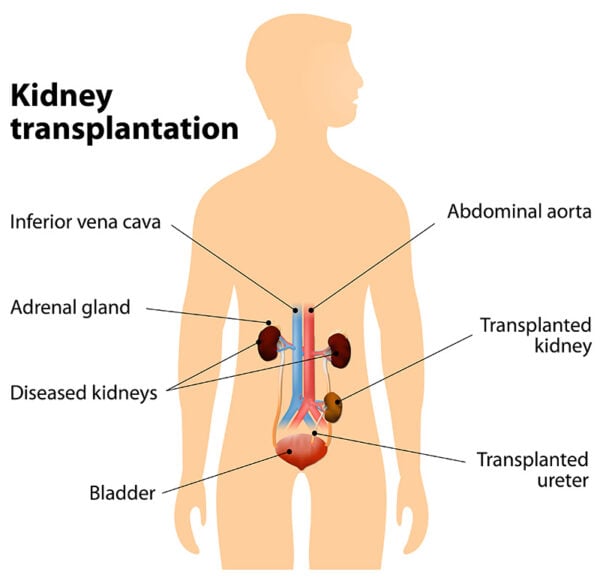 Kidney
transplantation
Inferior vena cava
Abdominal aorta
Adrenal gland
Transplanted
kidney
Diseased kidneys
Transplanted
ureter
Bladder